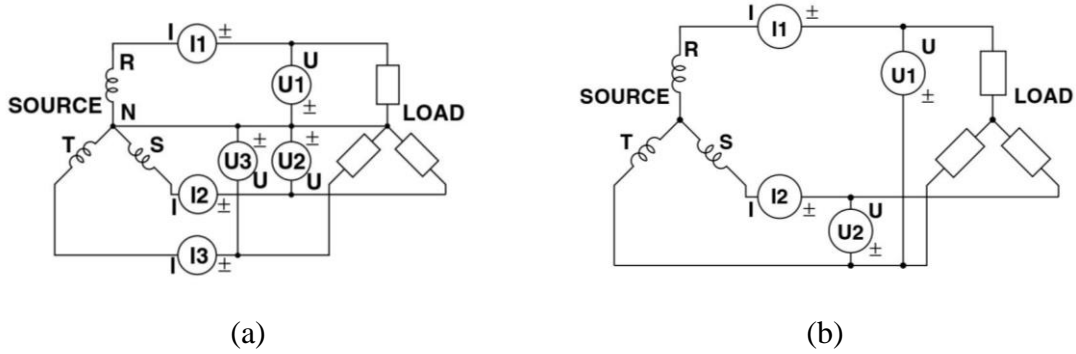 I I1 ±
R
U
U1
±
SOURCE N
LOAD
T S
U3 ± U
± U2 U
I I2 ±
I I3 ±
(a)
I I1 ±
R
U
U1
±
SOURCE
LOAD
T S
I I2 ±
U
U2
±
(b)